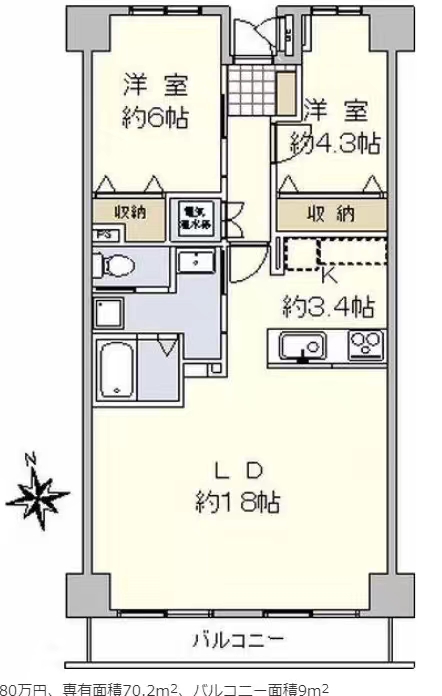 洋 室
約6帖
洋 室
約4.3帖
収納
電気
温水器
収 納
PS
K
約3.4帖
L D
約18帖
N
バルコニー
80万円、専有面積70.2m²、バルコニー面積9m²